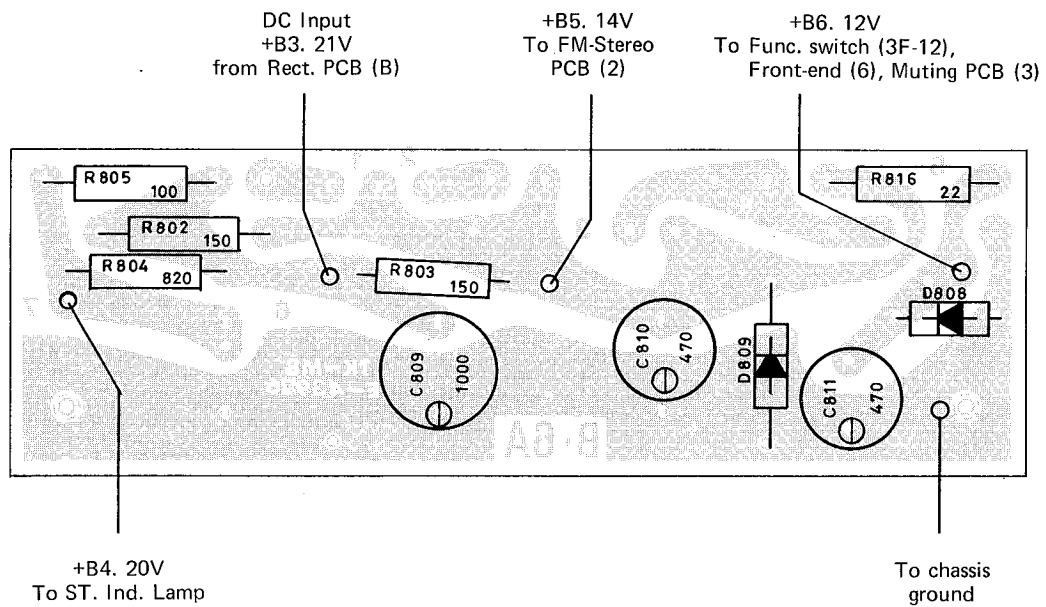 DC Input
+B3. 21V
from Rect. PCB (B)
+B5. 14V
To FM-Stereo
PCB (2)
+B6. 12V
To Func. switch (3F-12),
Front-end (6), Muting PCB (3)
R805
100
R802
150
R804
820
R803
150
R816
22
D808
C809
1000
C810
470
D809
C811
470
B-6A
+B4. 20V
To ST. Ind. Lamp
To chassis
ground